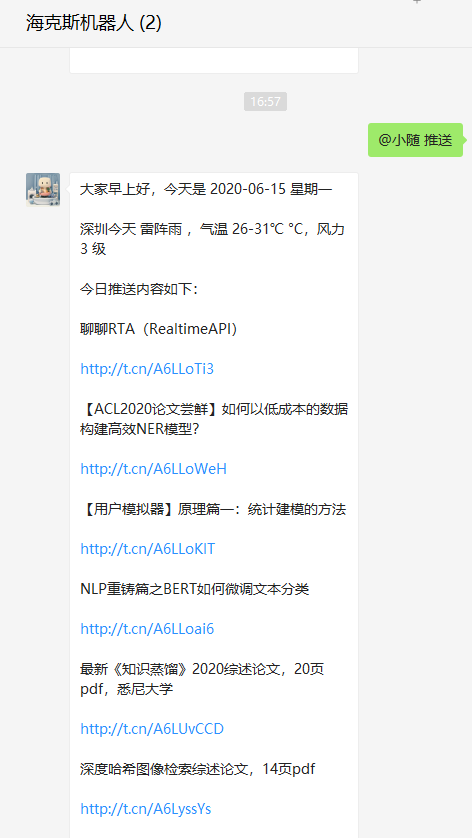 海克斯机器人 (2)
16:57
@小随 推送
大家早上好，今天是 2020-06-15 星期一
深圳今天 雷阵雨 ，气温 26-31℃ °C，风力
3 级
今日推送内容如下：
聊聊RTA（RealtimeAPI）
http://t.cn/A6LLoTi3
【ACL2020论文尝鲜】如何以低成本的数据
构建高效NER模型？
http://t.cn/A6LLoWeH
【用户模拟器】原理篇一：统计建模的方法
http://t.cn/A6LLoKlT
NLP重铸篇之BERT如何微调文本分类
http://t.cn/A6LLoai6
最新《知识蒸馏》2020综述论文，20页
pdf，悉尼大学
http://t.cn/A6LUvCCD
深度哈希图像检索综述论文，14页pdf
http://t.cn/A6LyssYs